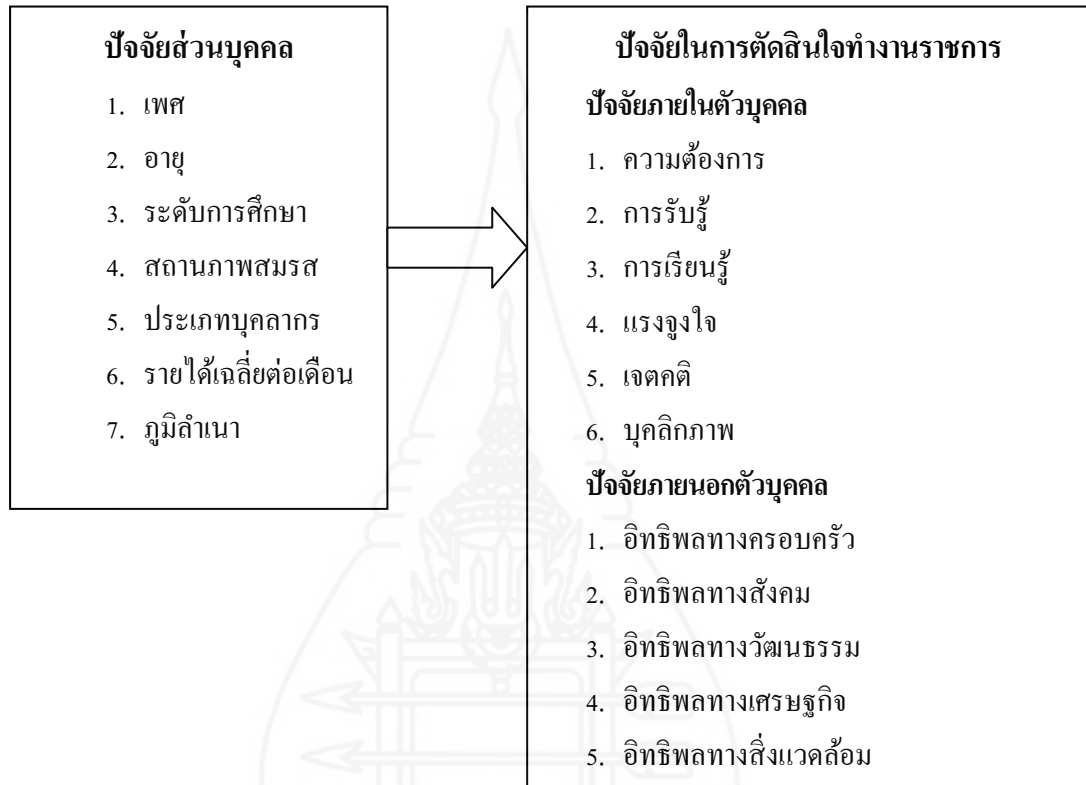 ปัจจัยส่วนบุคคล
1. เพศ
2. อายุ
3. ระดับการศึกษา
4. สถานภาพสมรส
5. ประเภทบุคลากร
6. รายได้เฉลี่ยต่อเดือน
7. ภูมิลำเนา
ปัจจัยในการตัดสินใจทำงานราชการ
ปัจจัยภายในตัวบุคคล
1. ความต้องการ
2. การรับรู้
3. การเรียนรู้
4. แรงจูงใจ
5. เจตคติ
6. บุคลิกภาพ
ปัจจัยภายนอกตัวบุคคล
1. อิทธิพลทางครอบครัว
2. อิทธิพลทางสังคม
3. อิทธิพลทางวัฒนธรรม
4. อิทธิพลทางเศรษฐกิจ
5. อิทธิพลทางสิ่งแวดล้อม